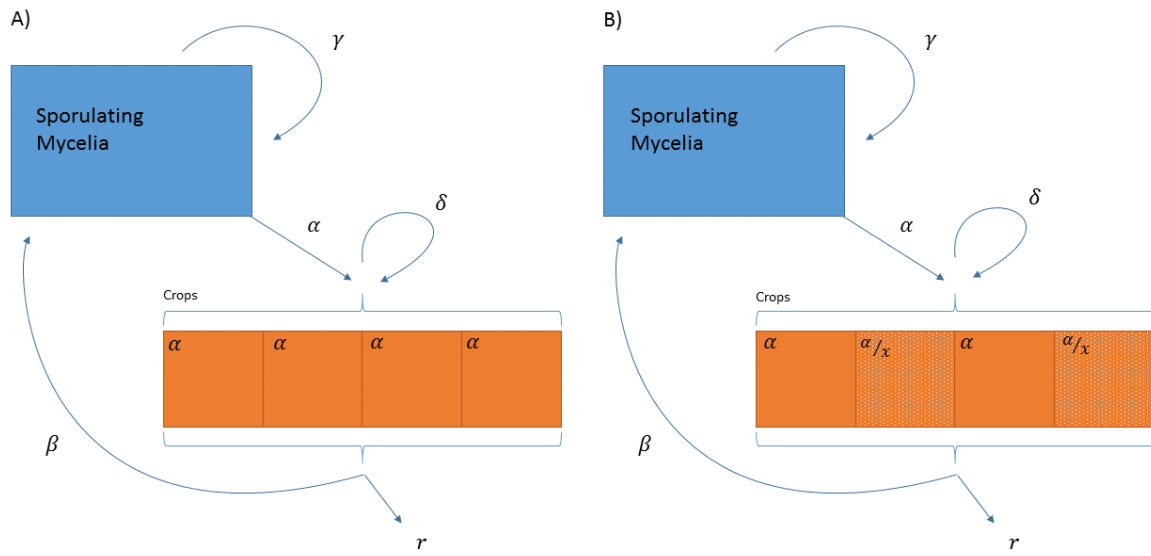 A)
γ
Sporulating
Mycelia
δ
α
Crops
α α α α
β
r
B)
γ
Sporulating
Mycelia
δ
α
Crops
α α/x α α/x
β
r